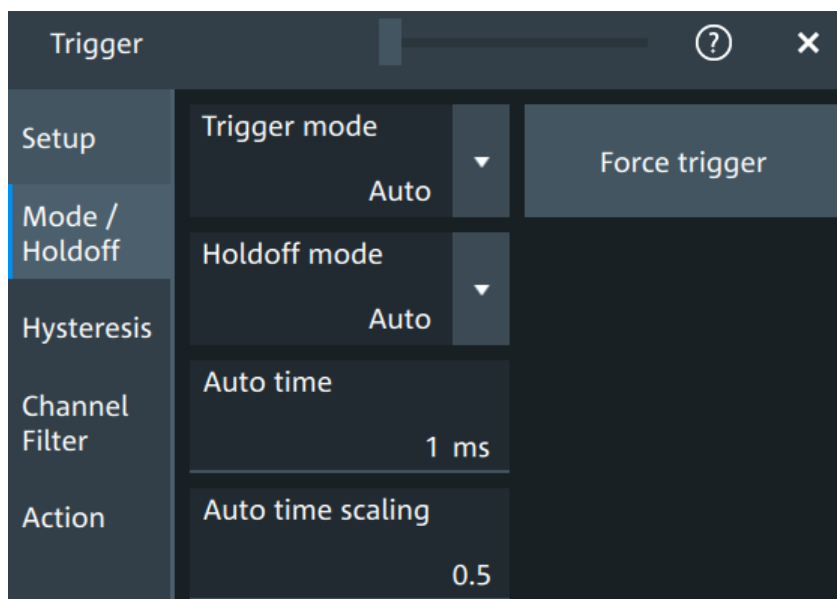 Trigger
?
×
Setup
Mode /
Holdoff
Hysteresis
Channel
Filter
Action
Trigger mode
Auto
Holdoff mode
Auto
Auto time
1 ms
Auto time scaling
0.5
Force trigger